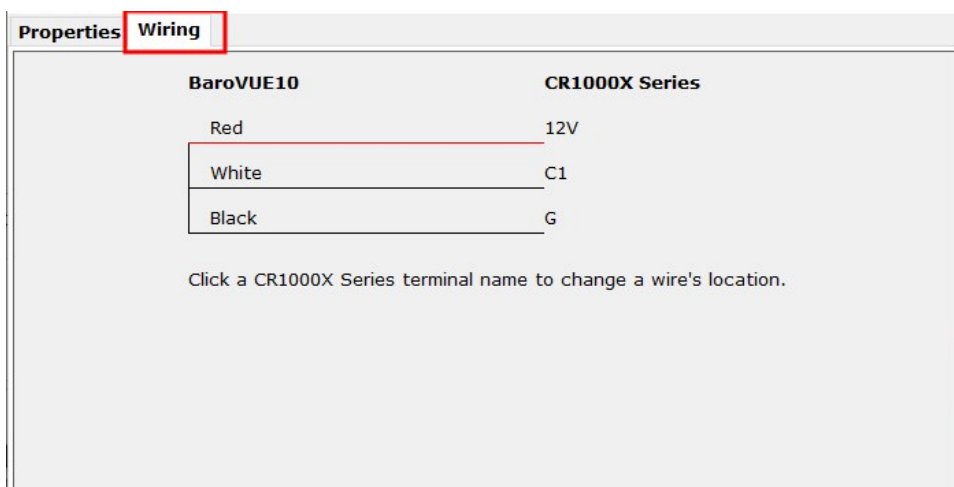 Properties Wiring
BaroVUE10 CR1000X Series
Red 12V
White C1
Black G
Click a CR1000X Series terminal name to change a wire's location.